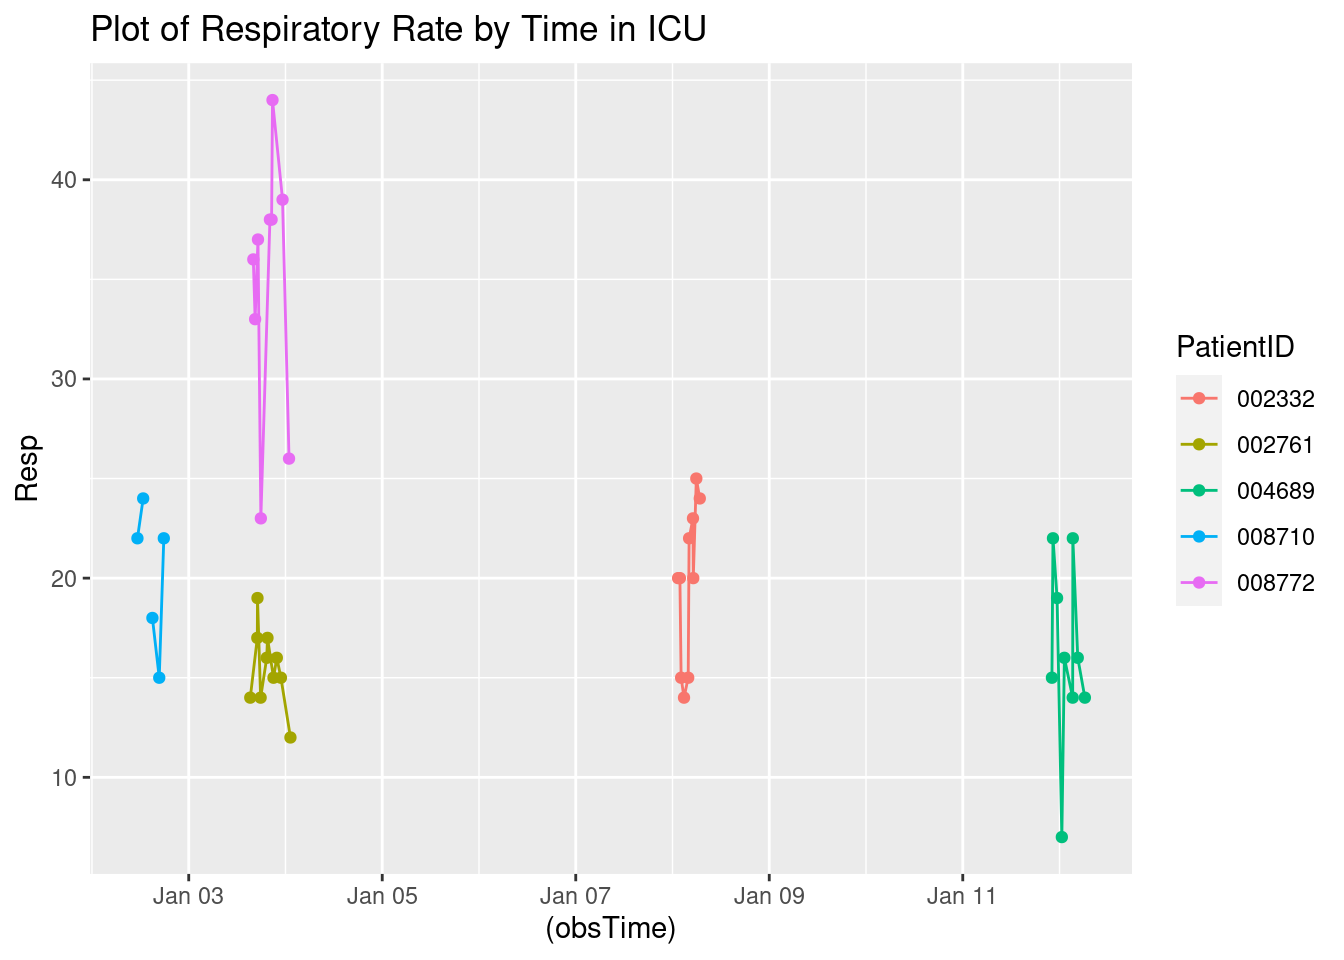 Plot of Respiratory Rate by Time in ICU
40
30
20
10
Resp
Jan 03
Jan 05
Jan 07
Jan 09
Jan 11
(obsTime)
PatientID
002332
002761
004689
008710
008772